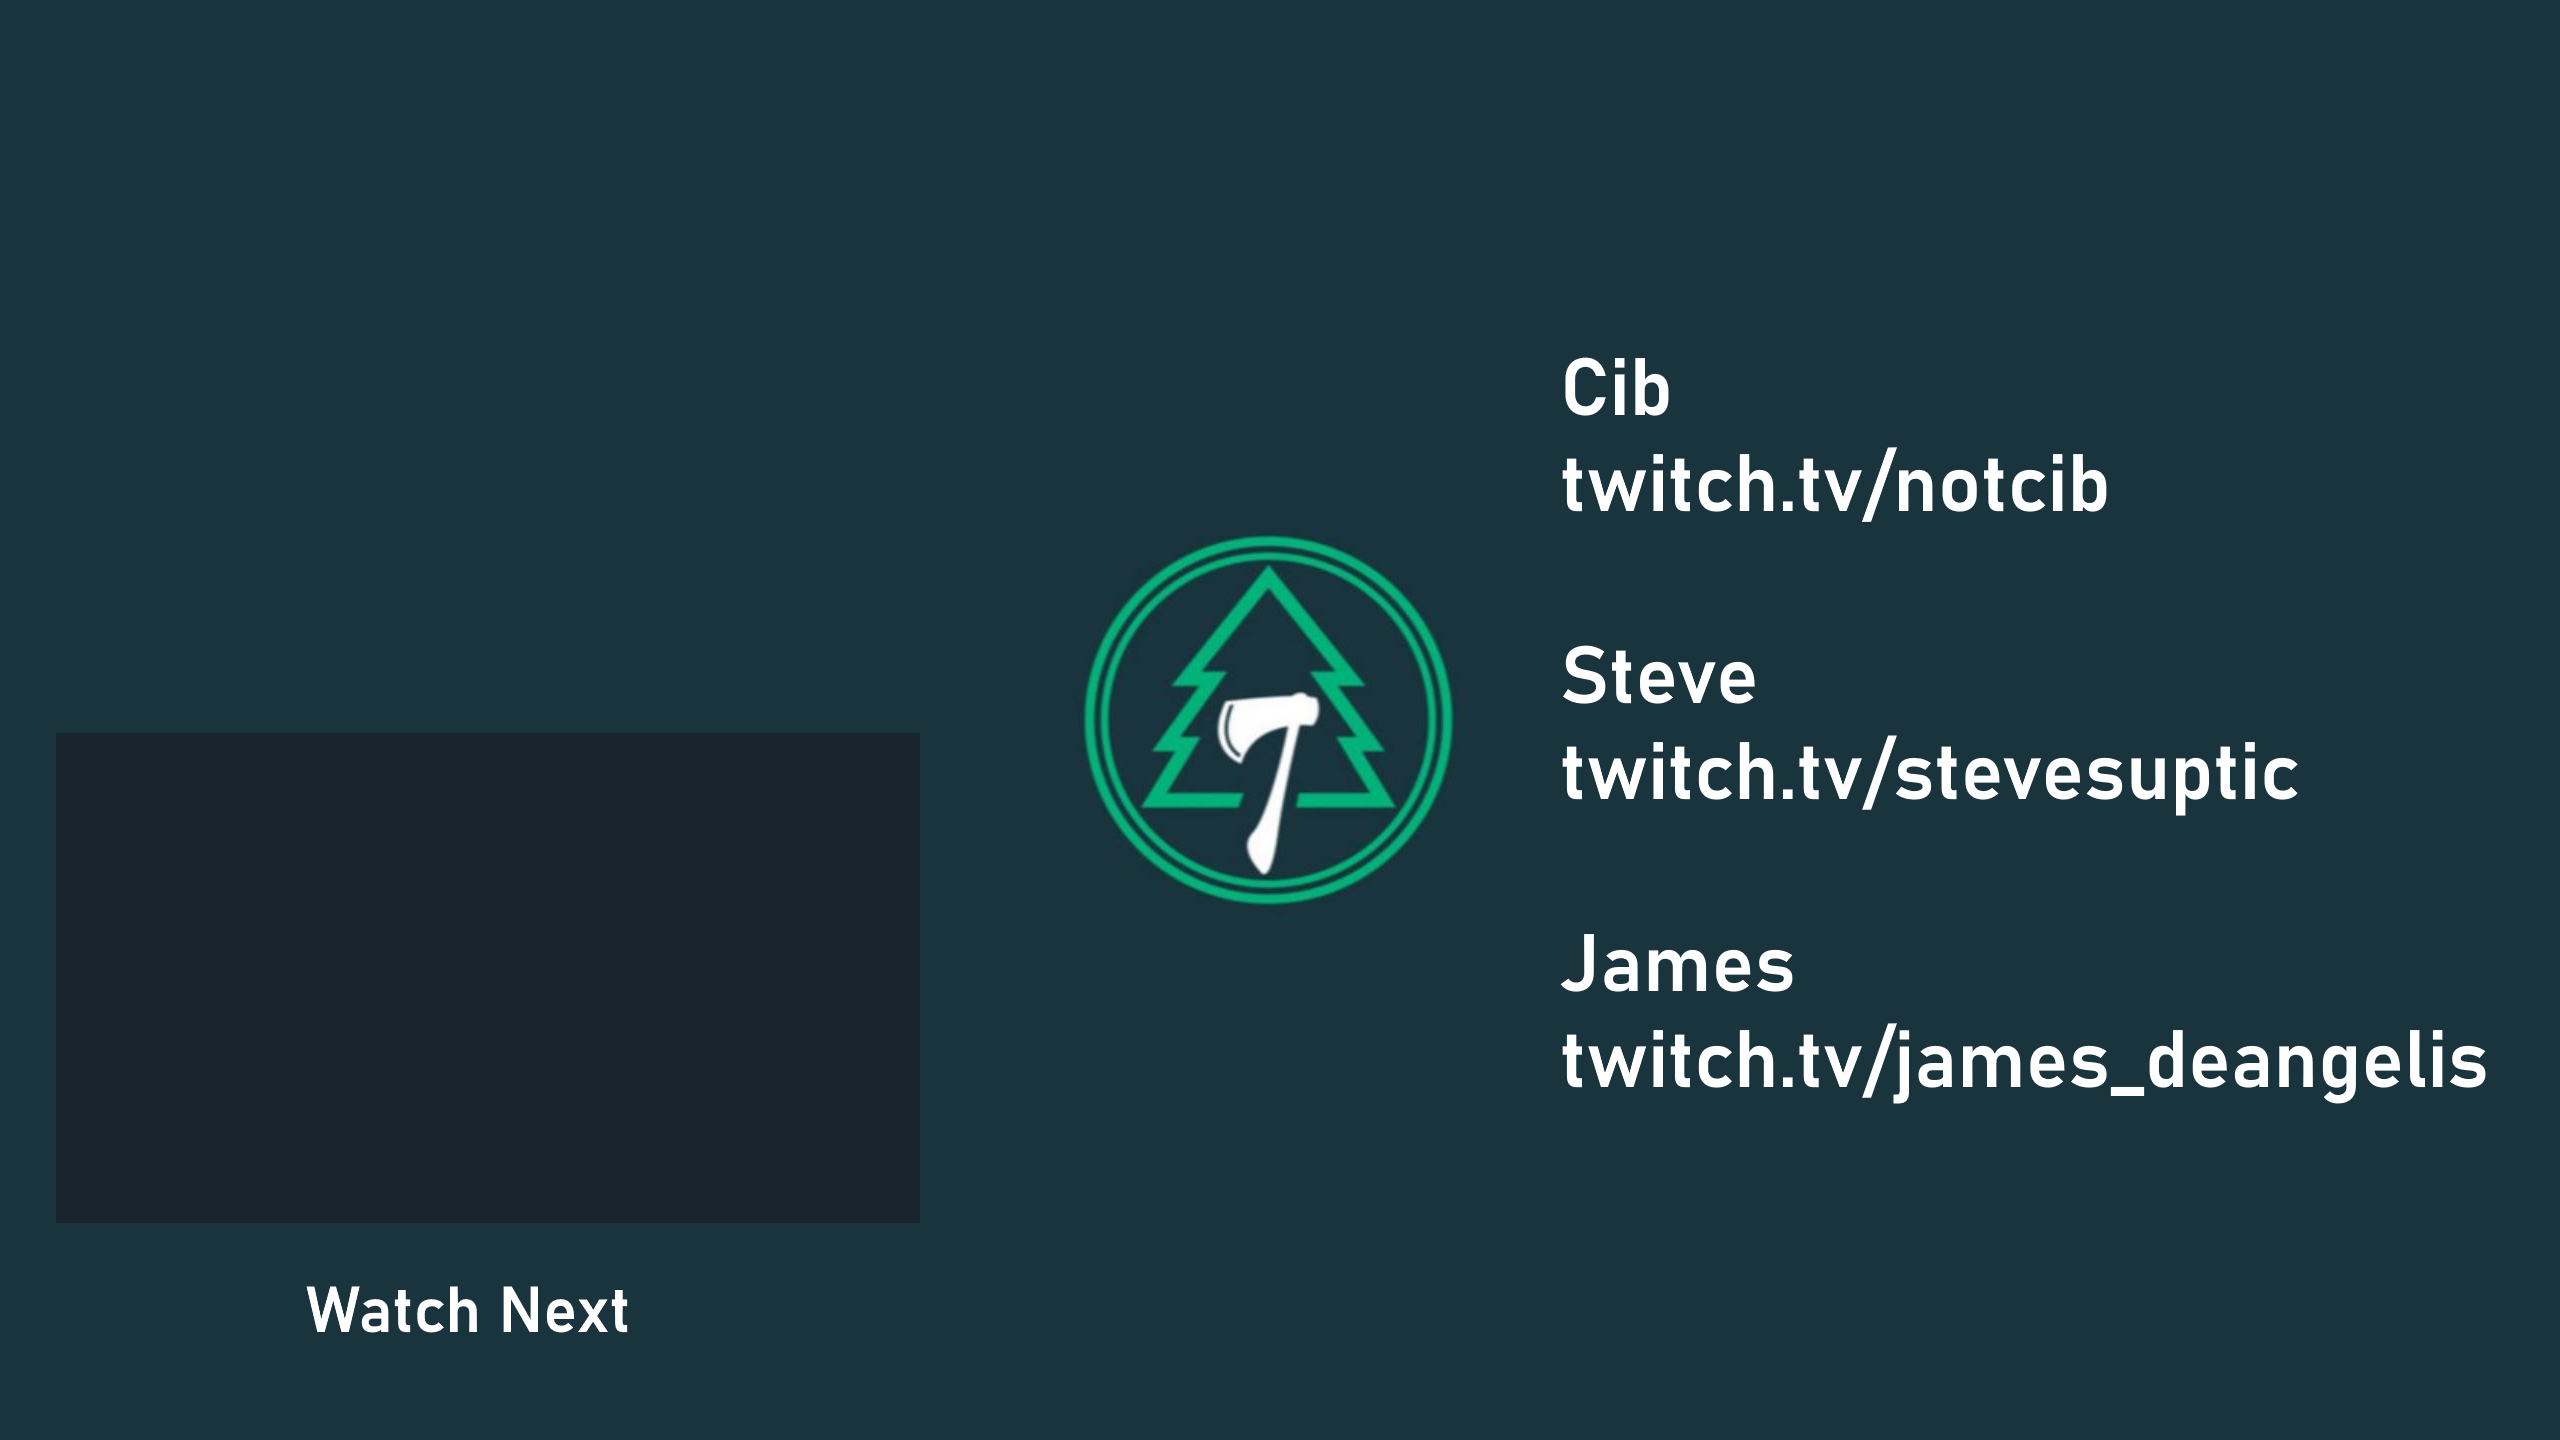 Cib
twitch.tv/notcib
Steve
twitch.tv/stevesuptic
James
twitch.tv/james_deangelis
Watch Next